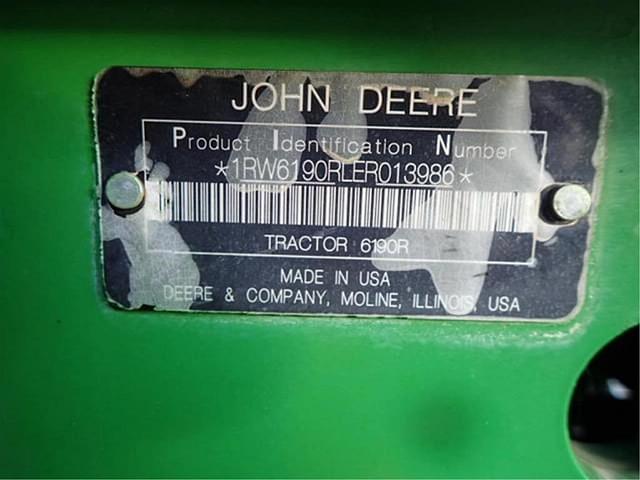 JOHN DEERE
Product Identification Number
*1RW6190RLER013986*
TRACTOR 6190R
MADE IN USA
DEERE & COMPANY, MOLINE, ILLINOIS, USA